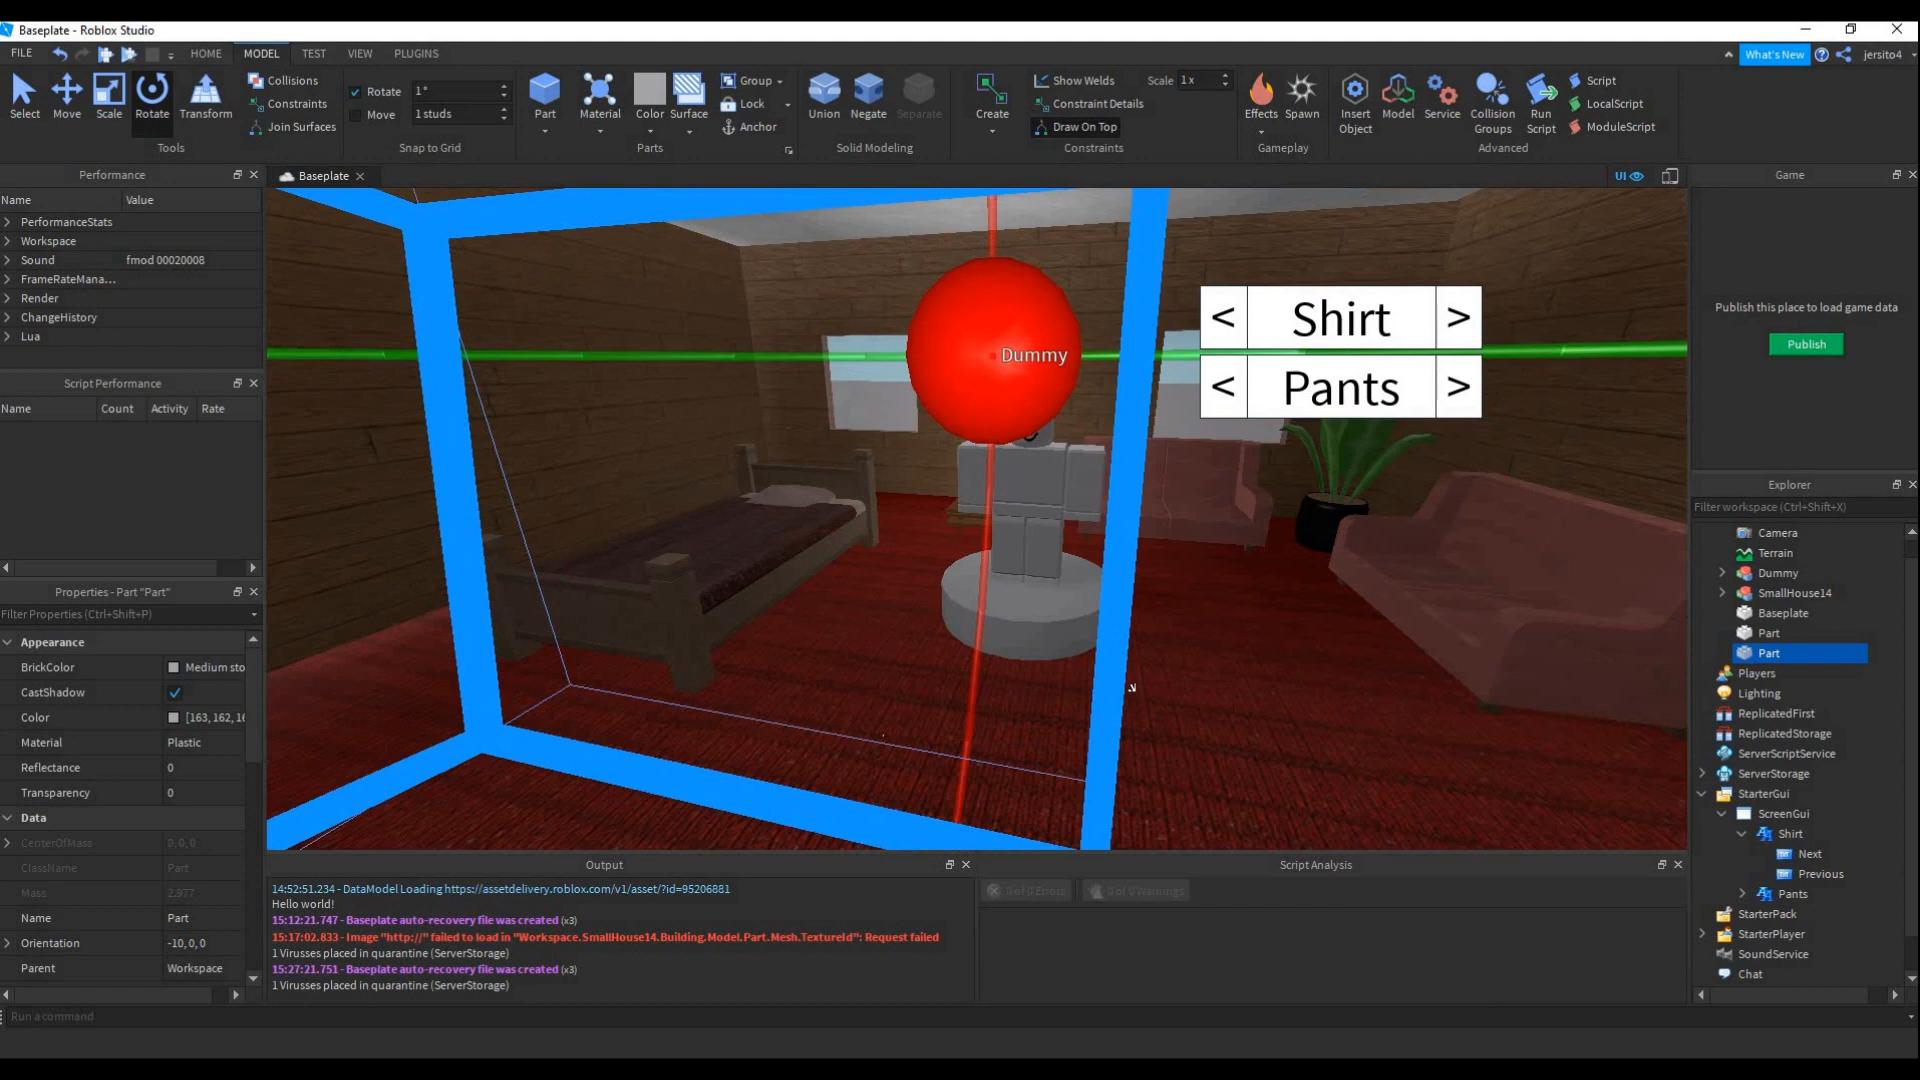 Baseplate - Roblox Studio
FILE HOME MODEL TEST VIEW PLUGINS What's New jersito4
Select Move Scale Rotate Transform
Collisions
Constraints
Join Surfaces
Tools
Rotate 1°
Move 1 studs
Snap to Grid
Part Material Color Surface
Group
Lock
Anchor
Parts
Union Negate Separate
Solid Modeling
Create
Show Welds Scale 1x
Constraint Details
Draw On Top
Constraints
Effects Spawn
Gameplay
Insert Object Model Service Collision Groups Run Script
Script
LocalScript
ModuleScript
Advanced
Performance
Name Value
PerformanceStats
Workspace
Sound fmod 00020008
FrameRateMana...
Render
ChangeHistory
Lua
Script Performance
Name Count Activity Rate
Properties - Part "Part"
Filter Properties (Ctrl+Shift+P)
Appearance
BrickColor Medium sto
CastShadow
Color [163, 162, 16
Material Plastic
Reflectance 0
Transparency 0
Data
CenterOfMass 0, 0, 0
ClassName Part
Mass 2.977
Name Part
Orientation -10, 0, 0
Parent Workspace
Baseplate
UI
Dummy
< Shirt >
< Pants >
Output
14:52:51.234 - DataModel Loading https://assetdelivery.roblox.com/v1/asset/?id=95206881
Hello world!
15:12:21.747 - Baseplate auto-recovery file was created (x3)
15:17:02.833 - Image "http://" failed to load in "Workspace.SmallHouse14.Building.Model.Part.Mesh.TextureId": Request failed
1 Virusses placed in quarantine (ServerStorage)
15:27:21.751 - Baseplate auto-recovery file was created (x3)
1 Virusses placed in quarantine (ServerStorage)
Script Analysis
0 of 0 Errors 0 of 0 Warnings
Game
Publish this place to load game data
Publish
Explorer
Filter workspace (Ctrl+Shift+X)
Camera
Terrain
Dummy
SmallHouse14
Baseplate
Part
Part
Players
Lighting
ReplicatedFirst
ReplicatedStorage
ServerScriptService
ServerStorage
StarterGui
ScreenGui
Shirt
Next
Previous
Pants
StarterPack
StarterPlayer
SoundService
Chat
Run a command